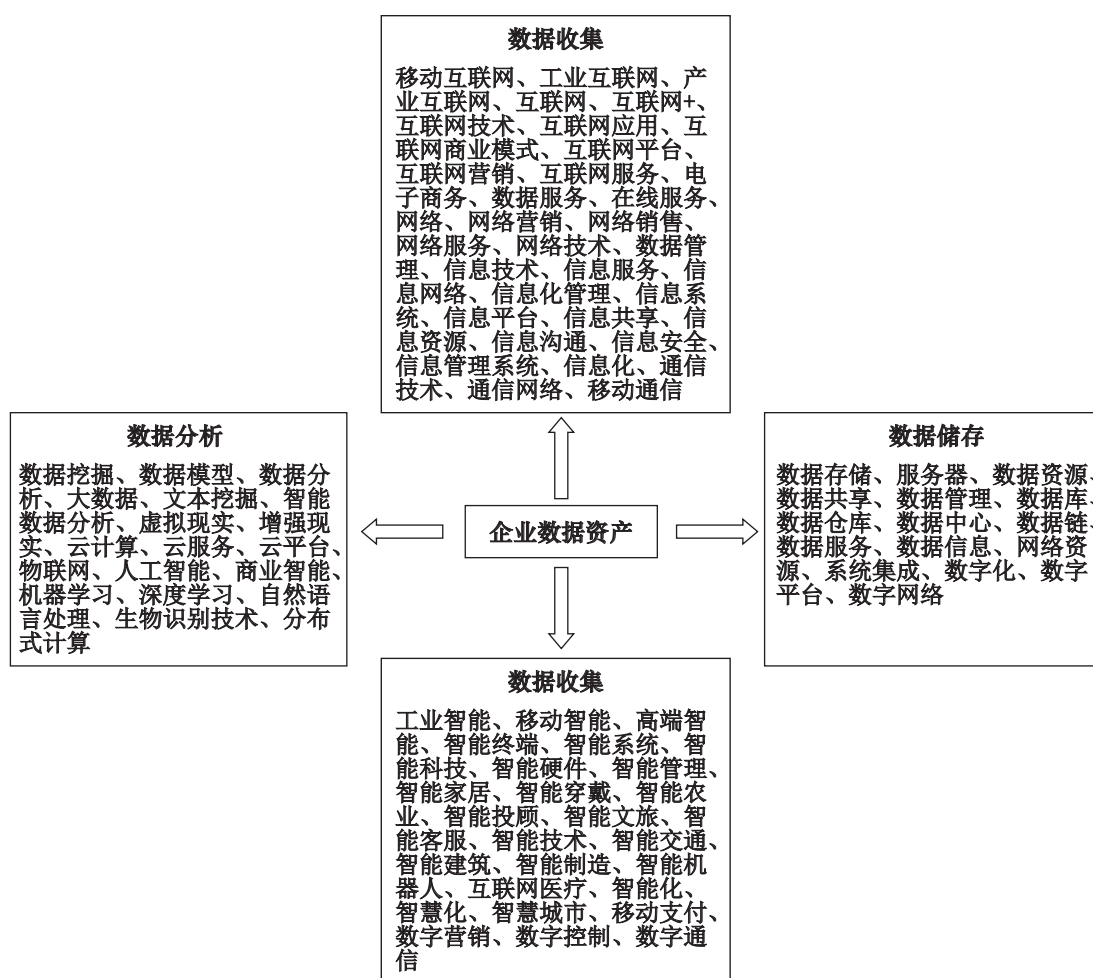 数据收集
移动互联网、工业互联网、产
业互联网、互联网、互联网+、
互联网技术、互联网应用、互
联网商业模式、互联网平台、
互联网营销、互联网服务、电
子商务、数据服务、在线服务、
网络、网络营销、网络销售、
网络服务、网络技术、数据管
理、信息技术、信息服务、信
息网络、信息化管理、信息系
统、信息平台、信息共享、信
息资源、信息沟通、信息安全、
信息管理系统、信息化、通信
技术、通信网络、移动通信
数据分析
数据挖掘、数据模型、数据分
析、大数据、文本挖掘、智能
数据分析、虚拟现实、增强现
实、云计算、云服务、云平台、
物联网、人工智能、商业智能、
机器学习、深度学习、自然语
言处理、生物识别技术、分布
式计算
企业数据资产
数据储存
数据存储、服务器、数据资源、
数据共享、数据管理、数据库、
数据仓库、数据中心、数据链、
数据服务、数据信息、网络资
源、系统集成、数字化、数字
平台、数字网络
数据收集
工业智能、移动智能、高端智
能、智能终端、智能系统、智
能科技、智能硬件、智能管理、
智能家居、智能穿戴、智能农
业、智能投顾、智能文旅、智
能客服、智能技术、智能交通、
智能建筑、智能制造、智能机
器人、互联网医疗、智能化、
智慧化、智慧城市、移动支付、
数字营销、数字控制、数字通
信